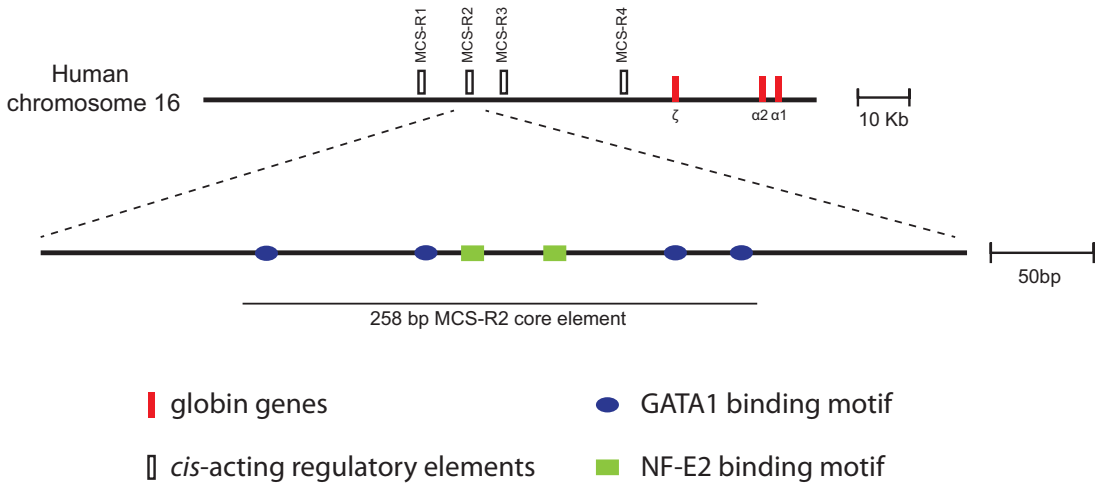 MCS-R1
MCS-R2
MCS-R3
MCS-R4
Human
chromosome 16
ζ
α2
α1
10 Kb
50bp
258 bp MCS-R2 core element
globin genes
GATA1 binding motif
cis-acting regulatory elements
NF-E2 binding motif